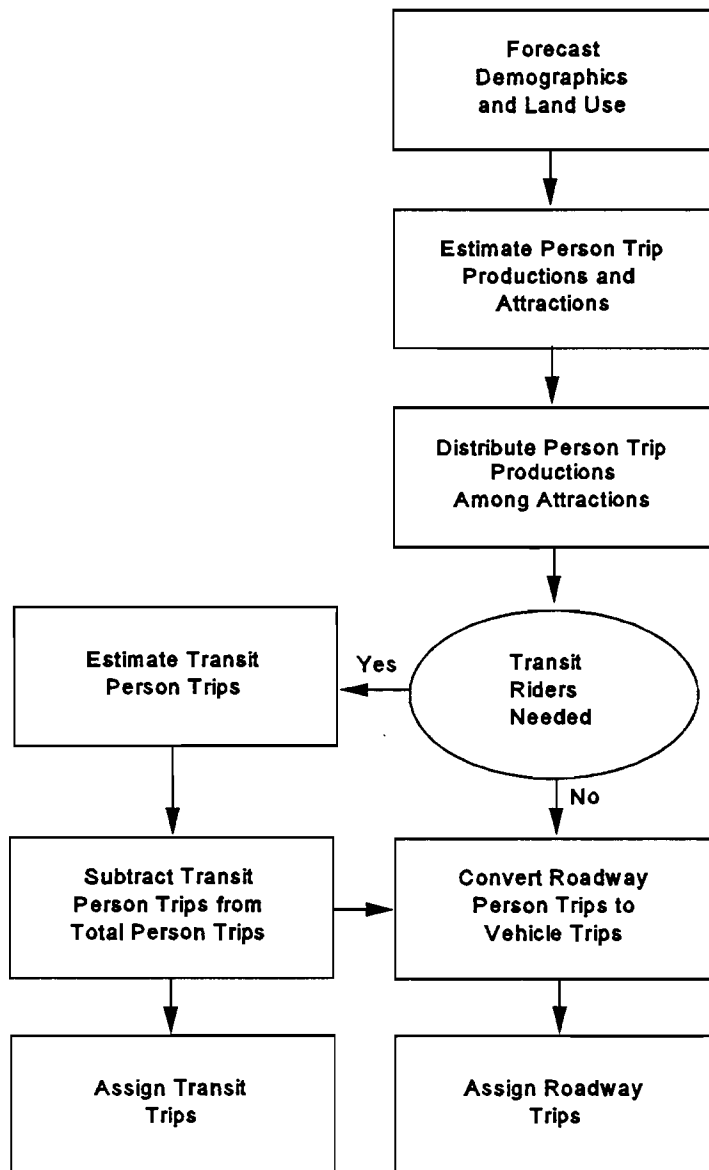 Forecast
Demographics
and Land Use
Estimate Person Trip
Productions and
Attractions
Distribute Person Trip
Productions
Among Attractions
Transit
Riders
Needed
Yes
No
Estimate Transit
Person Trips
Subtract Transit
Person Trips from
Total Person Trips
Convert Roadway
Person Trips to
Vehicle Trips
Assign Transit
Trips
Assign Roadway
Trips